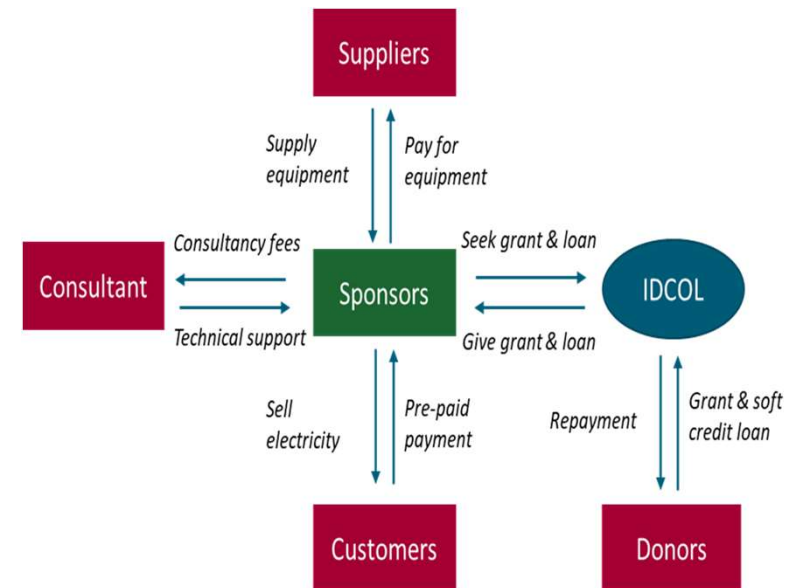 Suppliers
Supply
equipment
Pay for
equipment
Consultancy fees
Seek grant & loan
Consultant
Sponsors
IDCOL
Technical support
Give grant & loan
Sell
electricity
Pre-paid
payment
Repayment
Grant & soft
credit loan
Customers
Donors